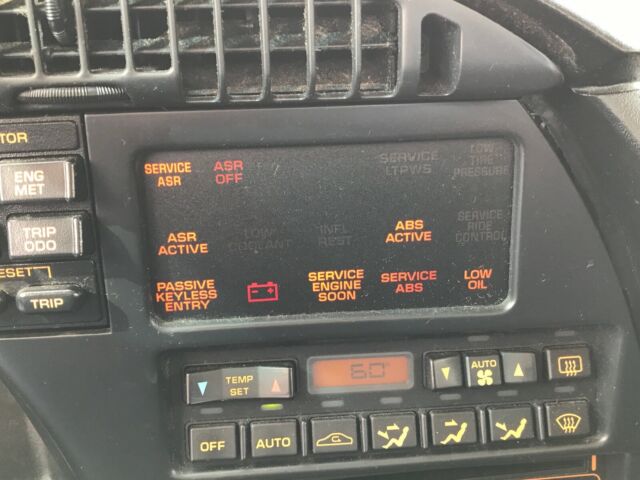 TOR
ENG
MET
TRIP
ODO
RESET
TRIP
SERVICE
ASR
ASR
OFF
SERVICE
LTPWS
LOW
TIRE
PRESSURE
ASR
ACTIVE
LOW
COOLANT
INFL
REST
ABS
ACTIVE
SERVICE
RIDE
CONTROL
PASSIVE
KEYLESS
ENTRY
- +
SERVICE
ENGINE
SOON
SERVICE
ABS
LOW
OIL
TEMP
SET
60°
AUTO
OFF
AUTO